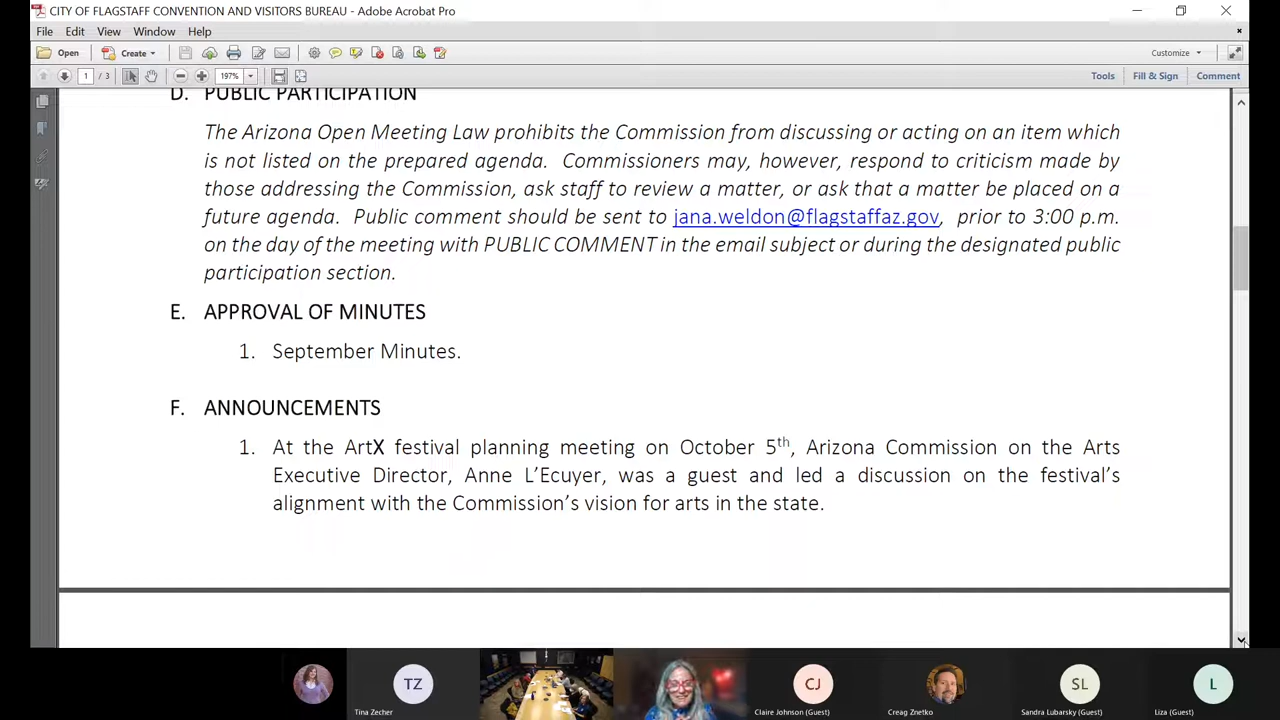 CITY OF FLAGSTAFF CONVENTION AND VISITORS BUREAU - Adobe Acrobat Pro
File Edit View Window Help
Open Create Customize
1 / 3 197% Tools Fill & Sign Comment
D. PUBLIC PARTICIPATION
The Arizona Open Meeting Law prohibits the Commission from discussing or acting on an item which
is not listed on the prepared agenda. Commissioners may, however, respond to criticism made by
those addressing the Commission, ask staff to review a matter, or ask that a matter be placed on a
future agenda. Public comment should be sent to jana.weldon@flagstaffaz.gov, prior to 3:00 p.m.
on the day of the meeting with PUBLIC COMMENT in the email subject or during the designated public
participation section.
E. APPROVAL OF MINUTES
1. September Minutes.
F. ANNOUNCEMENTS
1. At the ArtX festival planning meeting on October 5th, Arizona Commission on the Arts
Executive Director, Anne L’Ecuyer, was a guest and led a discussion on the festival’s
alignment with the Commission’s vision for arts in the state.
TZ CJ SL L
Tina Zecher Claire Johnson (Guest) Creag Znetko Sandra Lubarsky (Guest) Liza (Guest)